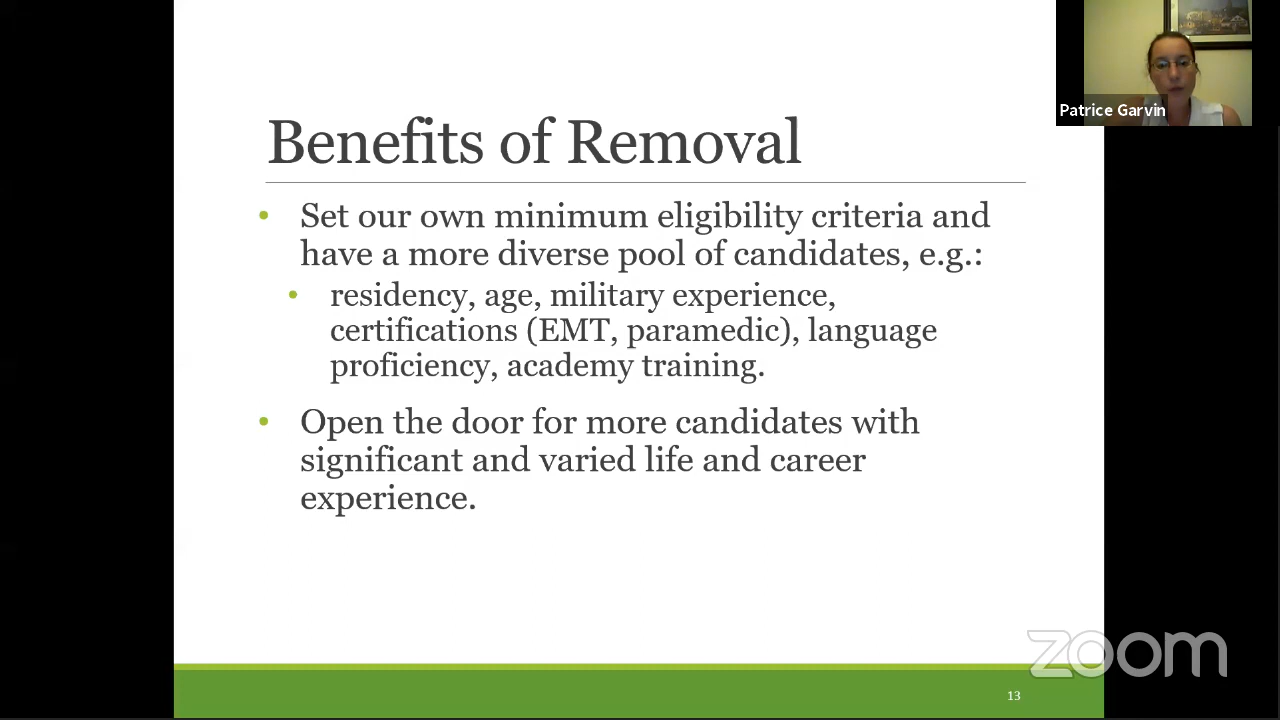 Patrice Garvin
Benefits of Removal
• Set our own minimum eligibility criteria and
have a more diverse pool of candidates, e.g.:
• residency, age, military experience,
certifications (EMT, paramedic), language
proficiency, academy training.
• Open the door for more candidates with
significant and varied life and career
experience.
zoom
13